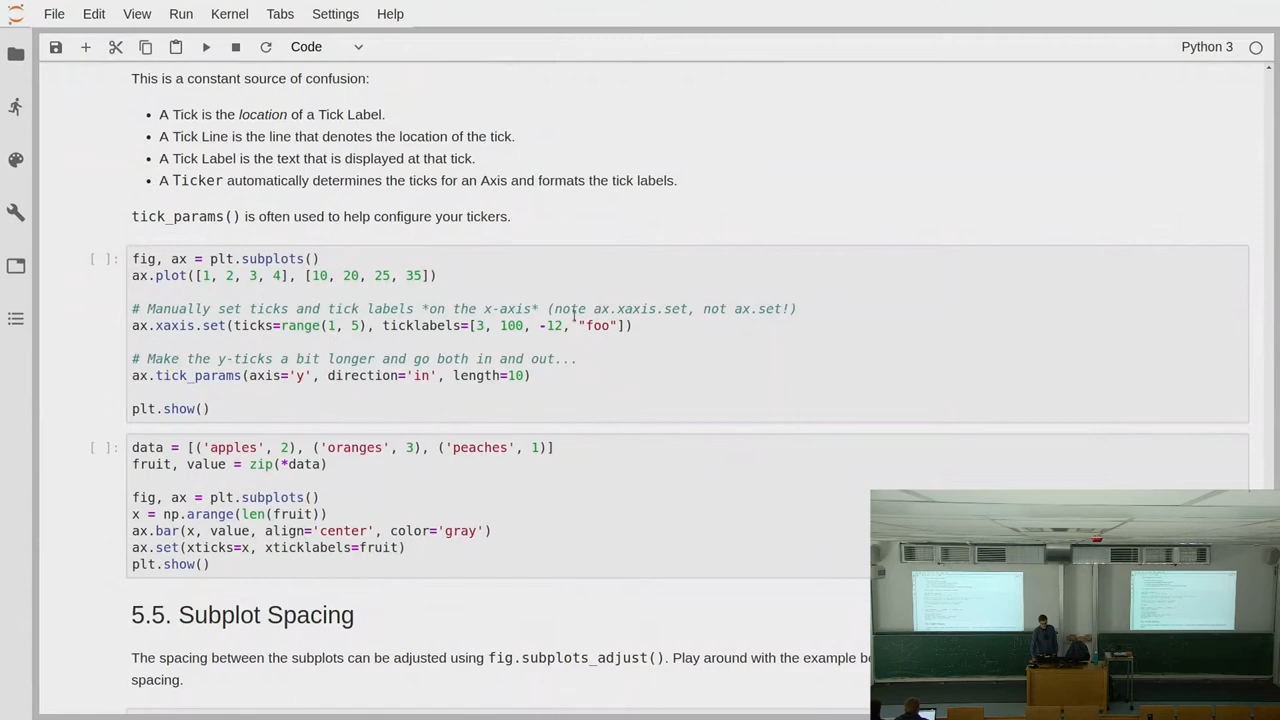 File Edit View Run Kernel Tabs Settings Help
Code
Python 3
This is a constant source of confusion:
• A Tick is the location of a Tick Label.
• A Tick Line is the line that denotes the location of the tick.
• A Tick Label is the text that is displayed at that tick.
• A Ticker automatically determines the ticks for an Axis and formats the tick labels.
tick_params() is often used to help configure your tickers.
[ ]: fig, ax = plt.subplots()
ax.plot([1, 2, 3, 4], [10, 20, 25, 35])
# Manually set ticks and tick labels *on the x-axis* (note ax.xaxis.set, not ax.set!)
ax.xaxis.set(ticks=range(1, 5), ticklabels=[3, 100, -12, "foo"])
# Make the y-ticks a bit longer and go both in and out...
ax.tick_params(axis='y', direction='in', length=10)
plt.show()
[ ]: data = [('apples', 2), ('oranges', 3), ('peaches', 1)]
fruit, value = zip(*data)
fig, ax = plt.subplots()
x = np.arange(len(fruit))
ax.bar(x, value, align='center', color='gray')
ax.set(xticks=x, xticklabels=fruit)
plt.show()
5.5. Subplot Spacing
The spacing between the subplots can be adjusted using fig.subplots_adjust(). Play around with the example
spacing.